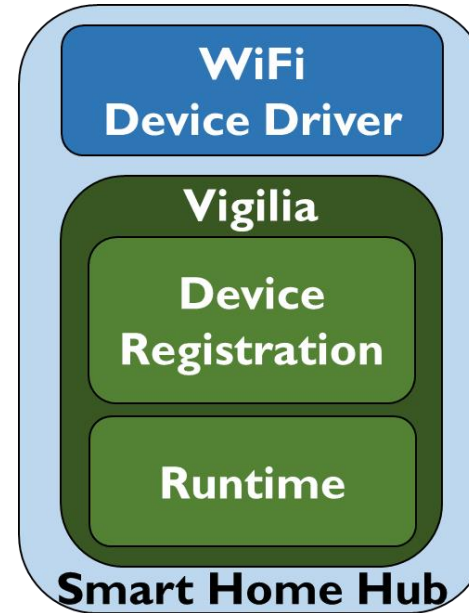 WiFi
Device Driver
Vigilia
Device
Registration
Runtime
Smart Home Hub